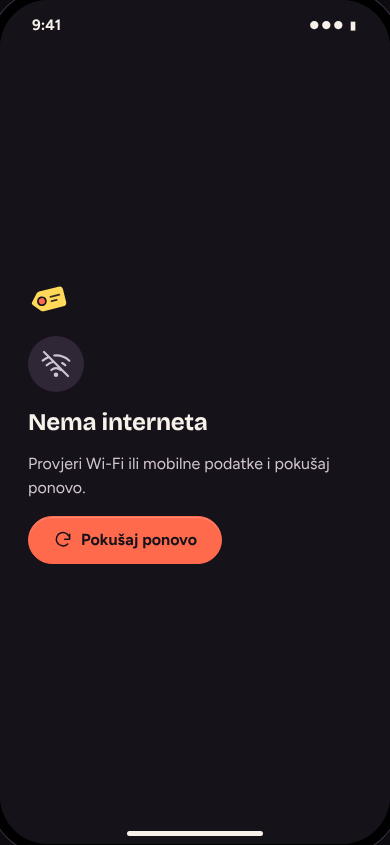 9:41
Nema interneta
Provjeri Wi-Fi ili mobilne podatke i pokušaj
ponovo.
Pokušaj ponovo